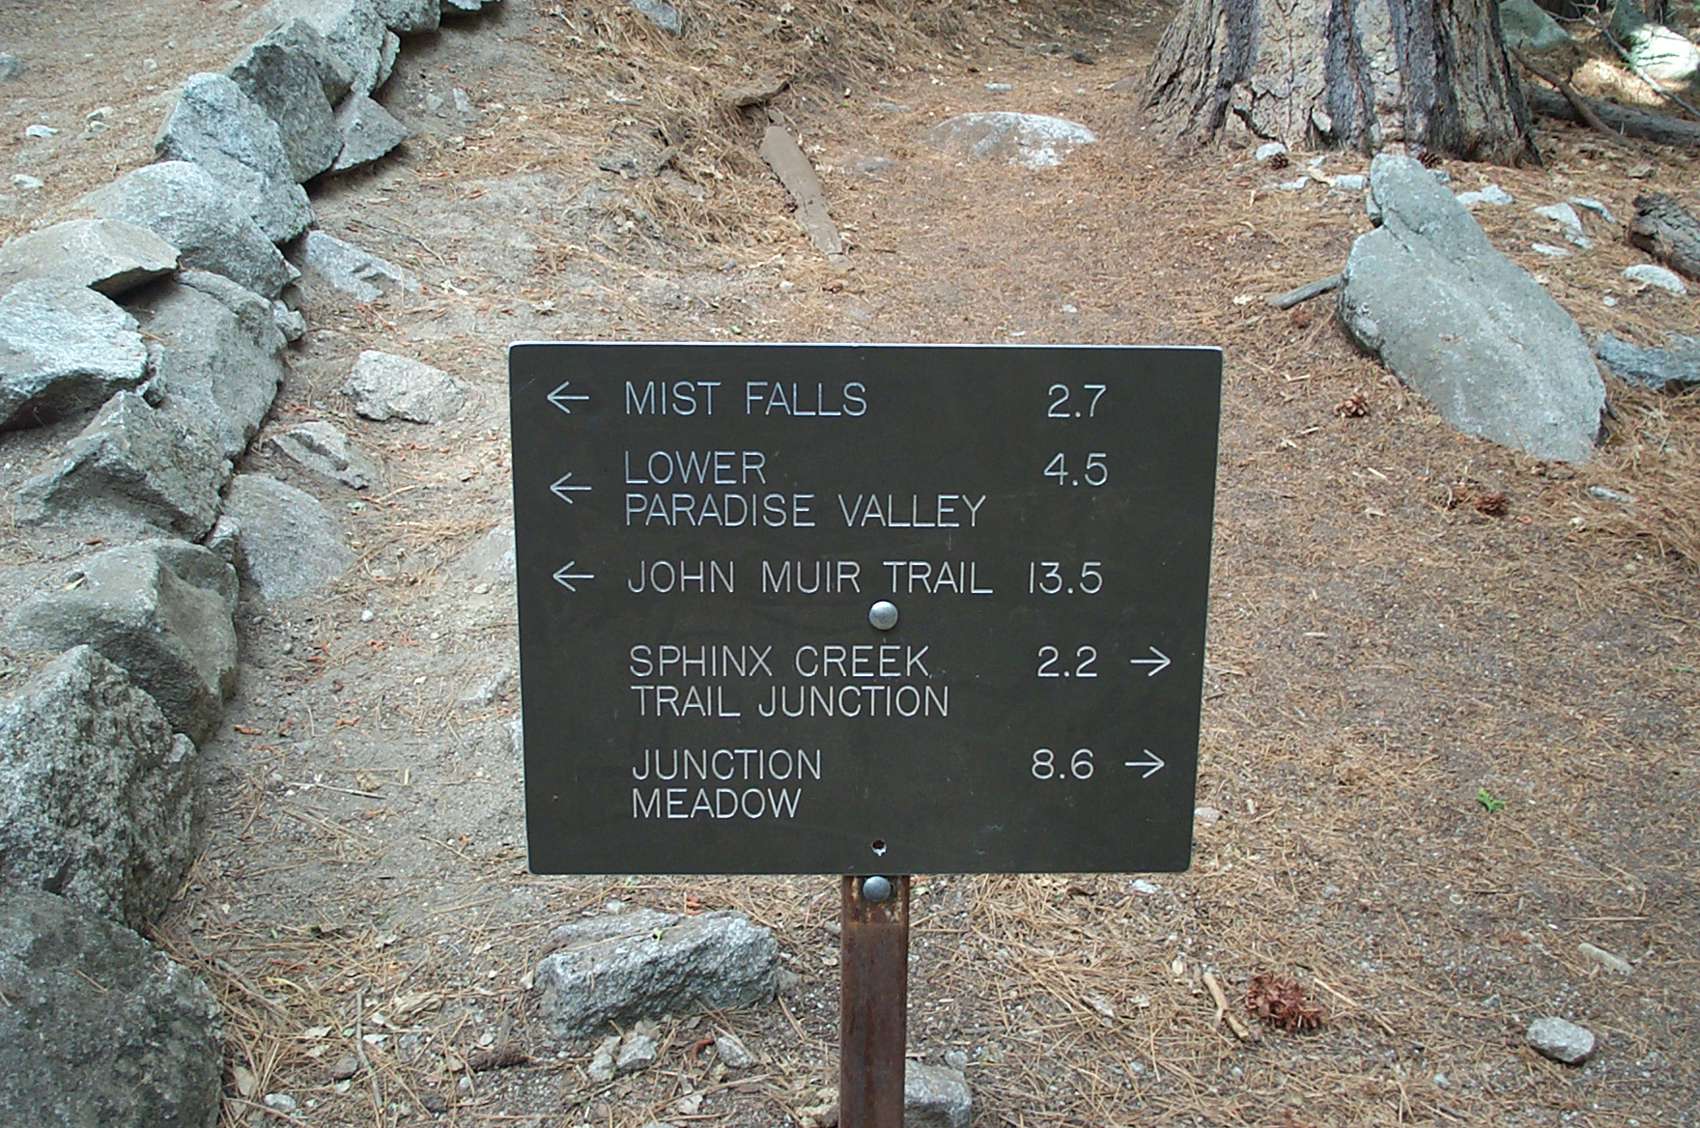 ← MIST FALLS 2.7
← LOWER 4.5
PARADISE VALLEY
← JOHN MUIR TRAIL 13.5
SPHINX CREEK 2.2 →
TRAIL JUNCTION
JUNCTION 8.6 →
MEADOW